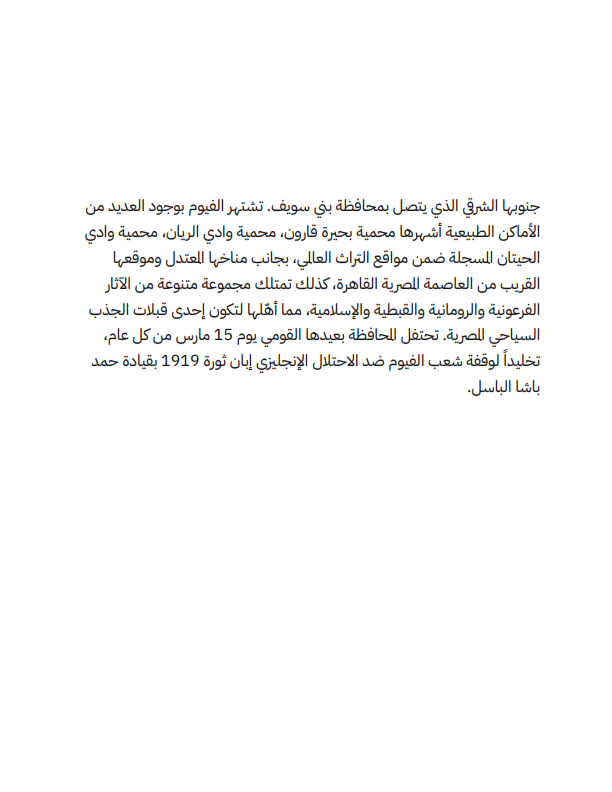 جنوبها الشرقي الذي يتصل بمحافظة بني سويف. تشتهر الفيوم بوجود العديد من
الأماكن الطبيعية أشهرها محمية بحيرة قارون، محمية وادي الريان، محمية وادي
الحيتان المسجلة ضمن مواقع التراث العالمي، بجانب مناخها المعتدل وموقعها
القريب من العاصمة المصرية القاهرة، كذلك تمتلك مجموعة متنوعة من الآثار
الفرعونية والرومانية والقبطية والإسلامية، مما أهّلها لتكون إحدى قبلات الجذب
السياحي المصرية. تحتفل المحافظة بعيدها القومي يوم 15 مارس من كل عام،
تخليداً لوقفة شعب الفيوم ضد الاحتلال الإنجليزي إبان ثورة 1919 بقيادة حمد
باشا الباسل.